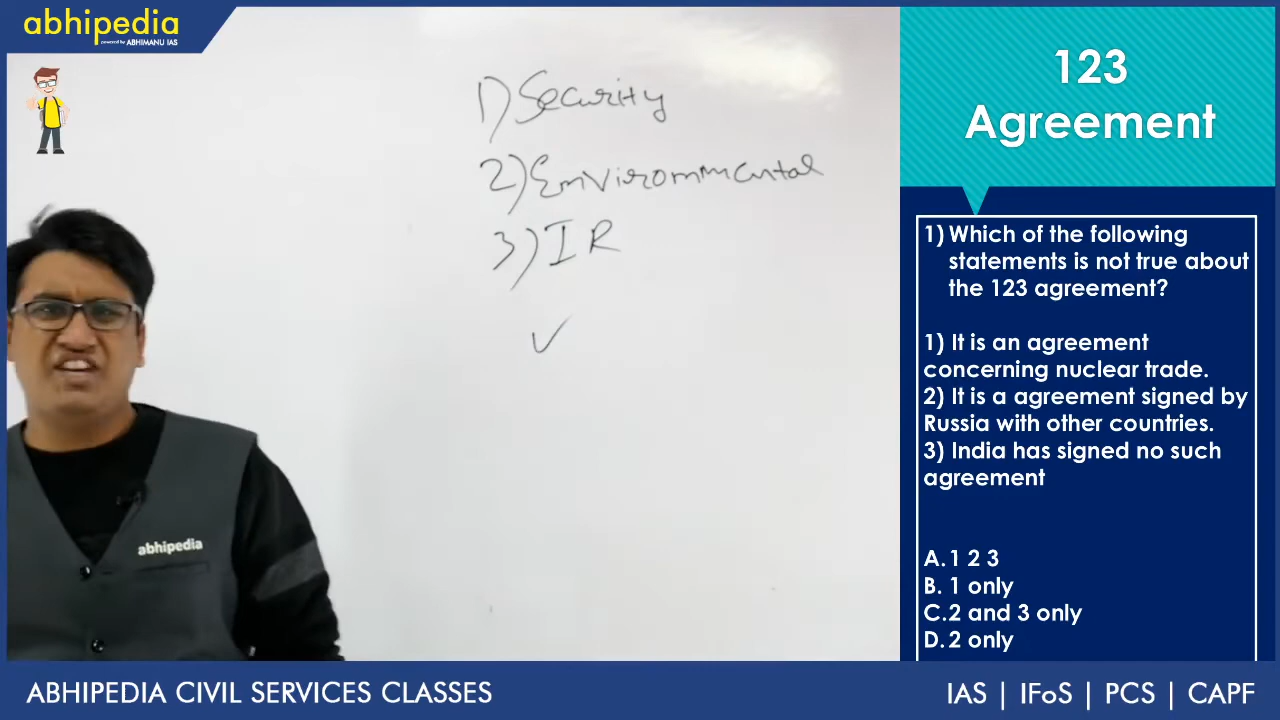 abhipedia
powered by ABHIMANU IAS
1) Security
2) Environmental
3) IR
abhipedia
123
Agreement
1) Which of the following
statements is not true about
the 123 agreement?
1) It is an agreement
concerning nuclear trade.
2) It is a agreement signed by
Russia with other countries.
3) India has signed no such
agreement
A. 1 2 3
B. 1 only
C.2 and 3 only
D. 2 only
ABHIPEDIA CIVIL SERVICES CLASSES
IAS | IFoS | PCS | CAPF